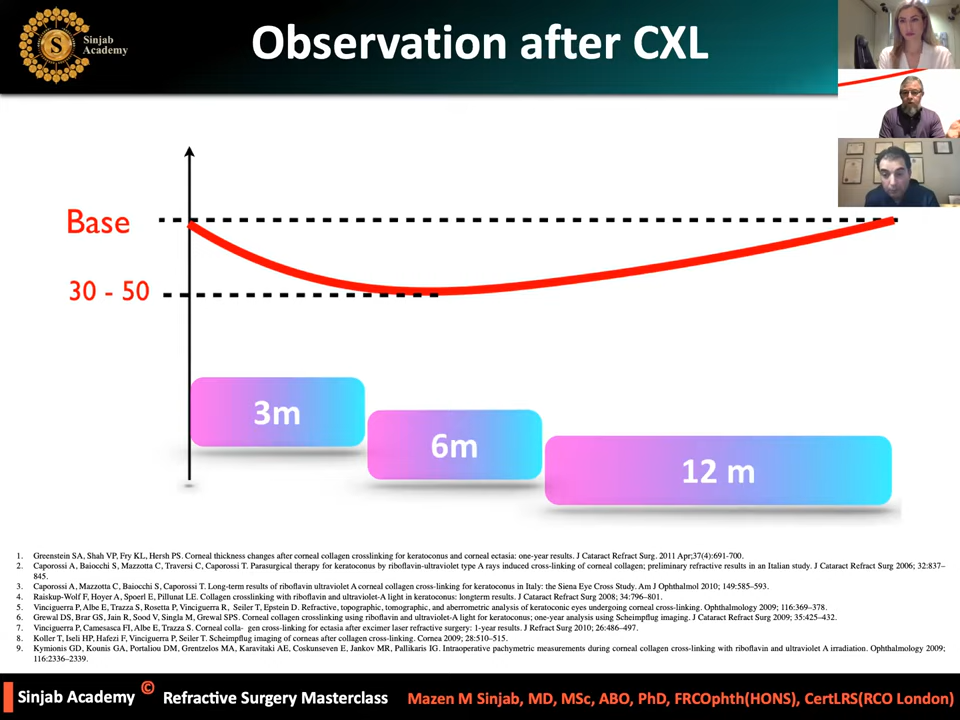 Sinjab
Academy
Observation after CXL
Base
30 - 50
3m
6m
12 m
1. Greenstein SA, Shah VP, Fry KL, Hersh PS. Corneal thickness changes after corneal collagen crosslinking for keratoconus and corneal ectasia: one-year results. J Cataract Refract Surg. 2011 Apr;37(4):691-700.
2. Caporossi A, Baiocchi S, Mazzotta C, Traversi C, Caporossi T. Parasurgical therapy for keratoconus by riboflavin-ultraviolet type A rays induced cross-linking of corneal collagen; preliminary refractive results in an Italian study. J Cataract Refract Surg 2006; 32:837–
845.
3. Caporossi A, Mazzotta C, Baiocchi S, Caporossi T. Long-term results of riboflavin ultraviolet A corneal collagen cross-linking for keratoconus in Italy: the Siena Eye Cross Study. Am J Ophthalmol 2010; 149:585–593.
4. Raiskup-Wolf F, Hoyer A, Spoerl E, Pillunat LE. Collagen crosslinking with riboflavin and ultraviolet-A light in keratoconus: longterm results. J Cataract Refract Surg 2008; 34:796–801.
5. Vinciguerra P, Albe E, Trazza S, Rosetta P, Vinciguerra R, Seiler T, Epstein D. Refractive, topographic, tomographic, and aberrometric analysis of keratoconic eyes undergoing corneal cross-linking. Ophthalmology 2009; 116:369–378.
6. Grewal DS, Brar GS, Jain R, Sood V, Singla M, Grewal SPS. Corneal collagen crosslinking using riboflavin and ultraviolet-A light for keratoconus; one-year analysis using Scheimpflug imaging. J Cataract Refract Surg 2009; 35:425–432.
7. Vinciguerra P, Camesasca FI, Albe E, Trazza S. Corneal colla- gen cross-linking for ectasia after excimer laser refractive surgery: 1-year results. J Refract Surg 2010; 26:486–497.
8. Koller T, Iseli HP, Hafezi F, Vinciguerra P, Seiler T. Scheimpflug imaging of corneas after collagen cross-linking. Cornea 2009; 28:510–515.
9. Kymionis GD, Kounis GA, Portaliou DM, Grentzelos MA, Karavitaki AE, Coskunseven E, Jankov MR, Pallikaris IG. Intraoperative pachymetric measurements during corneal collagen cross-linking with riboflavin and ultraviolet A irradiation. Ophthalmology 2009;
116:2336–2339.
Sinjab Academy © Refractive Surgery Masterclass Mazen M Sinjab, MD, MSc, ABO, PhD, FRCOphth(HONS), CertLRS(RCO London)